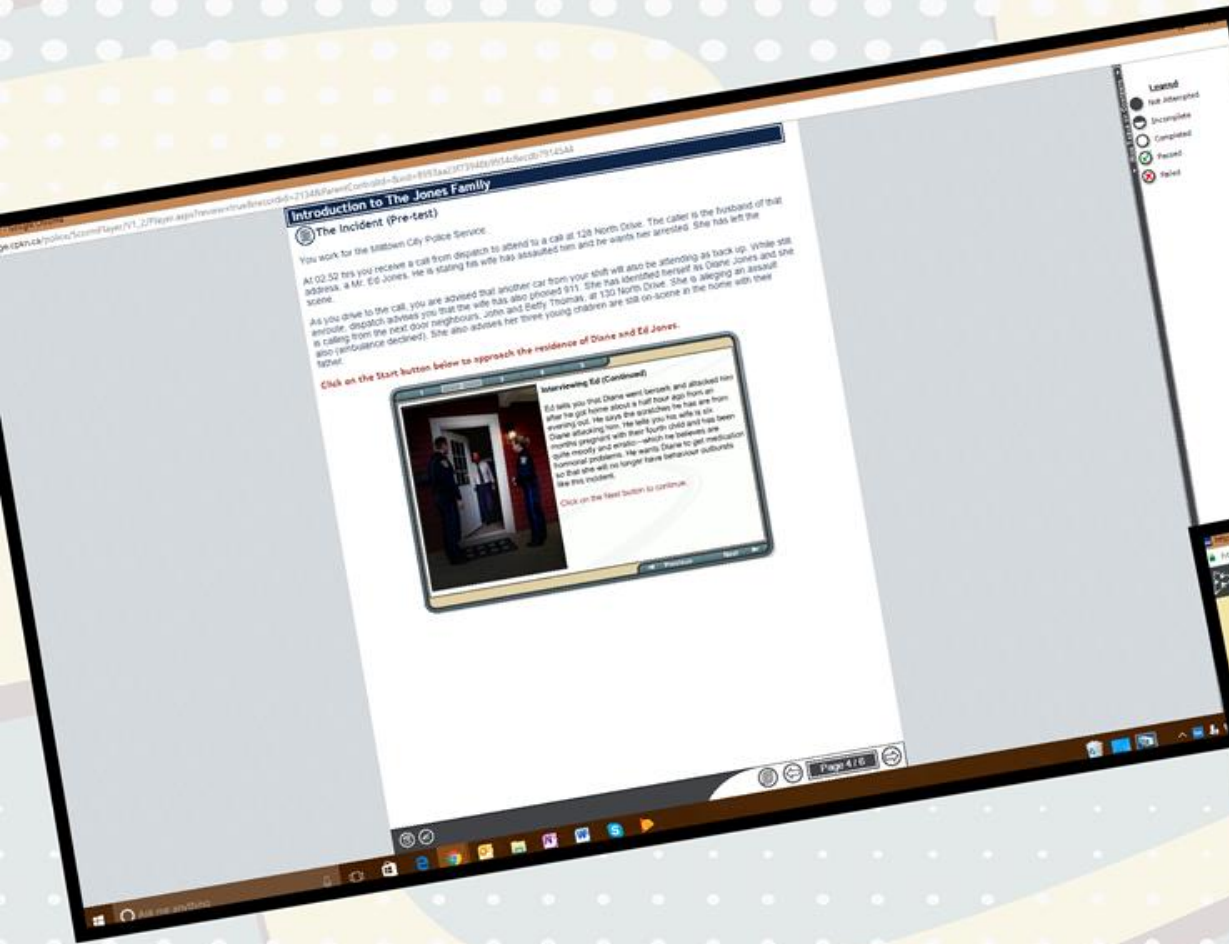 Introduction to The Jones Family
The Incident (Pre-test)
You work for the Milltown City Police Service.
At 02:52 hrs you receive a call from dispatch to attend to a call at 128 North Drive. The caller is the husband of that
address, a Mr. Ed Jones. He is stating his wife has assaulted him and he wants her arrested. She has left the
scene.
As you drive to the call, you are advised that another car from your shift will also be attending as back up. While still
enroute, dispatch advises you that the wife has also phoned 911. She has identified herself as Diane Jones and she
is calling from the next door neighbours, John and Betty Thomas, at 130 North Drive. She is alleging an assault
also (ambulance declined). She also advises her three young children are still on-scene in the home with their
father.
Click on the Start button below to approach the residence of Diane and Ed Jones.
Interviewing Ed (Continued)
Ed tells you that Diane went berserk and attacked him
after he got home about a half hour ago from an
evening out. He says the scratches he has are from
Diane attacking him. He tells you his wife is six
months pregnant with their fourth child and has been
quite moody and erratic—which he believes are
hormonal problems. He wants Diane to get medication
so that she will no longer have behaviour outbursts
like this incident.
Click on the Next button to continue.
Previous Next
Page 4 / 6
Legend
Not Attempted
Incomplete
Completed
Passed
Failed
Ask me anything